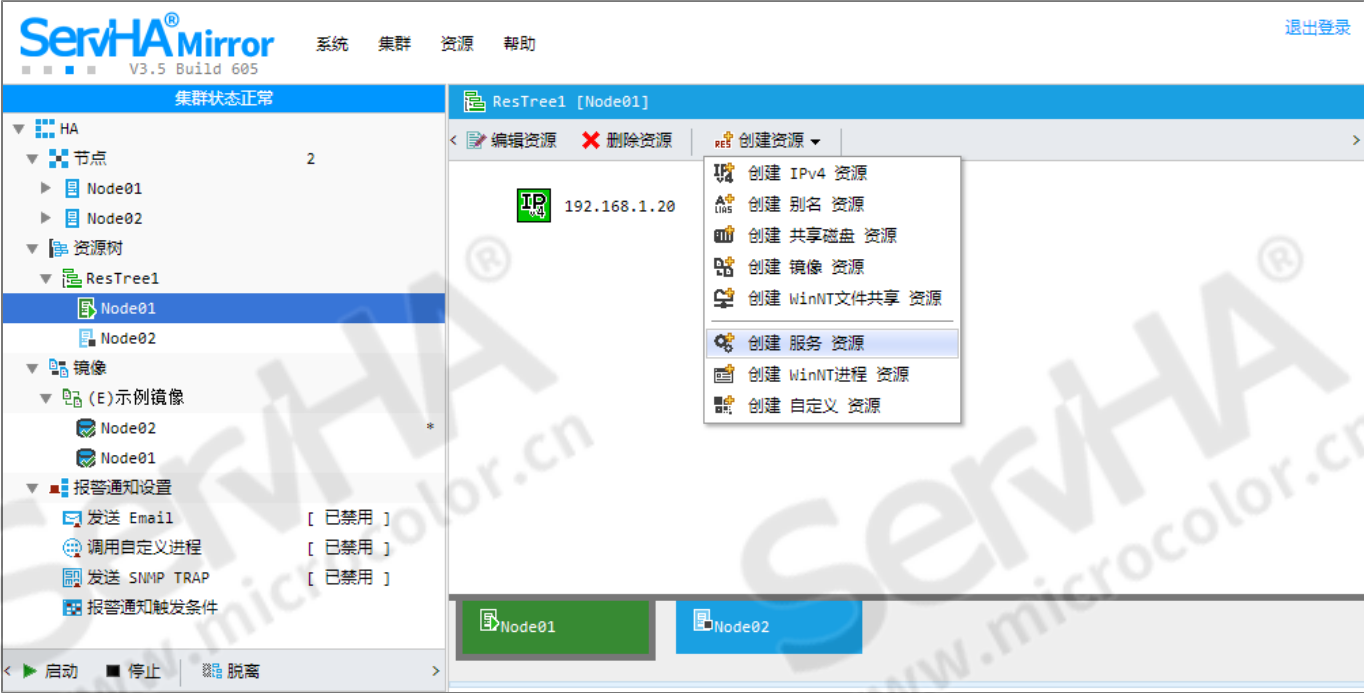 ServHA® Mirror
V3.5 Build 605
系统 集群 资源 帮助
退出登录
集群状态正常
HA
节点 2
Node01
Node02
资源树
ResTree1
Node01
Node02
镜像
(E)示例镜像
Node02 *
Node01
报警通知设置
发送 Email [ 已禁用 ]
调用自定义进程 [ 已禁用 ]
发送 SNMP TRAP [ 已禁用 ]
报警通知触发条件
启动 停止 脱离
ResTree1 [Node01]
编辑资源 删除资源 创建资源
IPv4 192.168.1.20
创建 IPv4 资源
创建 别名 资源
创建 共享磁盘 资源
创建 镜像 资源
创建 WinNT文件共享 资源
创建 服务 资源
创建 WinNT进程 资源
创建 自定义 资源
Node01 Node02
ServHA®
www.microcolor.cn
ServHA®
www.microcolor.cn